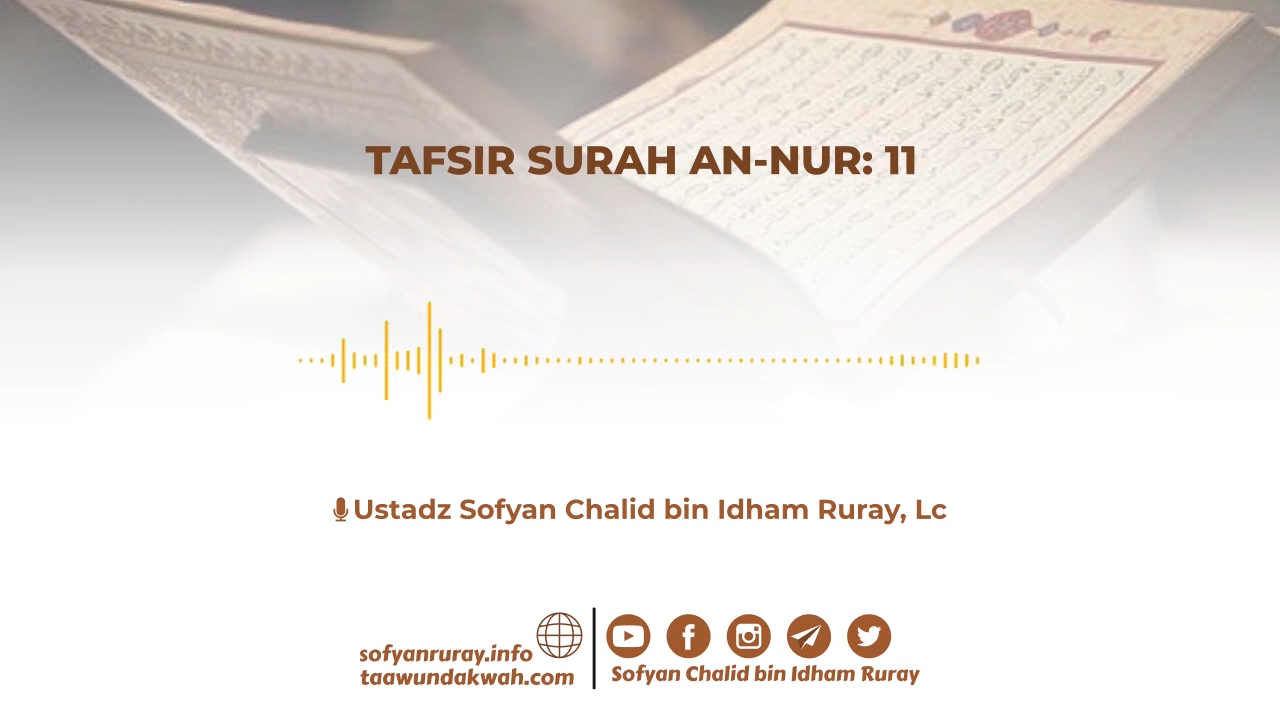 TAFSIR SURAH AN-NUR: 11
Ustadz Sofyan Chalid bin Idham Ruray, Lc
sofyanruray.info
taawundakwah.com
Sofyan Chalid bin Idham Ruray